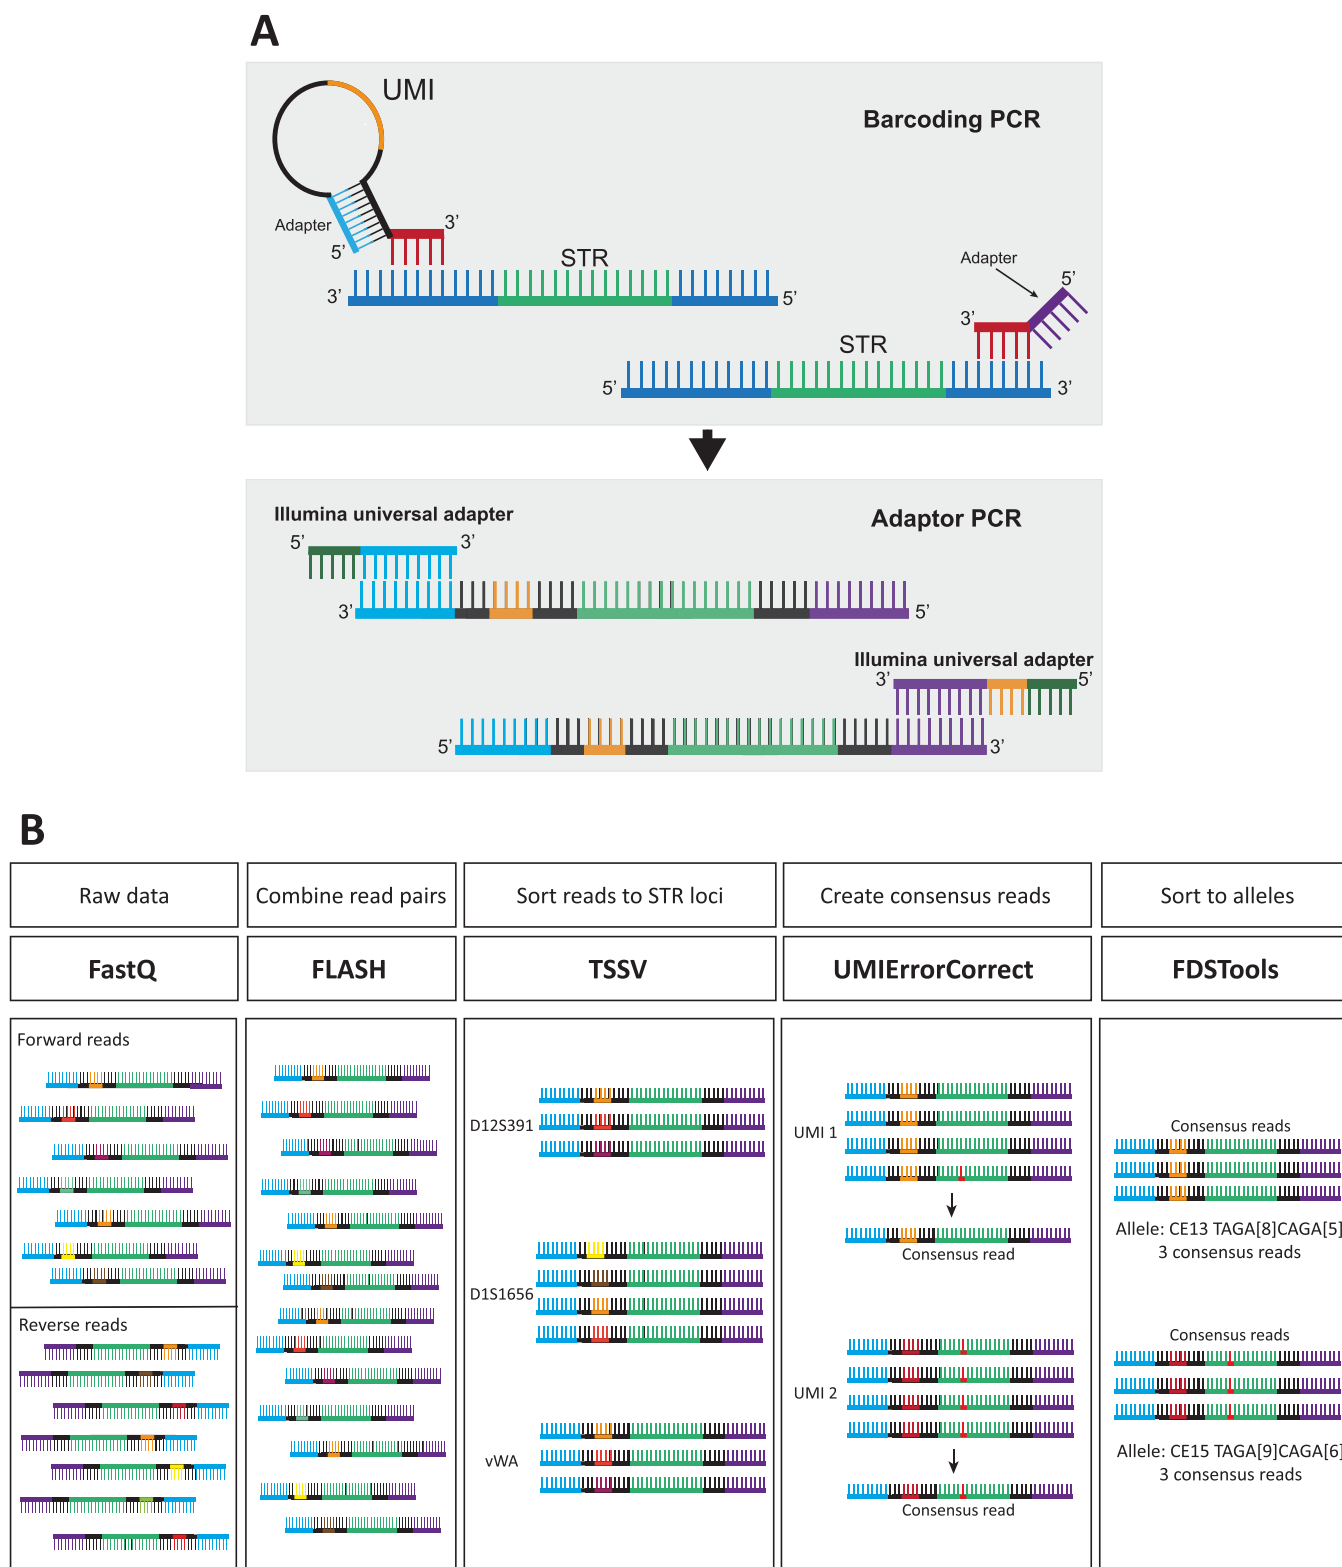 A
UMI
Barcoding PCR
Adapter
3’
5’
STR
3’
5’
Adapter
5’
3’
STR
5’
3’
Illumina universal adapter
Adaptor PCR
5’
3’
3’
5’
Illumina universal adapter
3’
5’
5’
3’
B
Raw data
Combine read pairs
Sort reads to STR loci
Create consensus reads
Sort to alleles
FastQ
FLASH
TSSV
UMIErrorCorrect
FDSTools
Forward reads
Reverse reads
D12S391
D1S1656
vWA
UMI 1
Consensus read
UMI 2
Consensus read
Consensus reads
Allele: CE13 TAGA[8]CAGA[5]
3 consensus reads
Consensus reads
Allele: CE15 TAGA[9]CAGA[6]
3 consensus reads